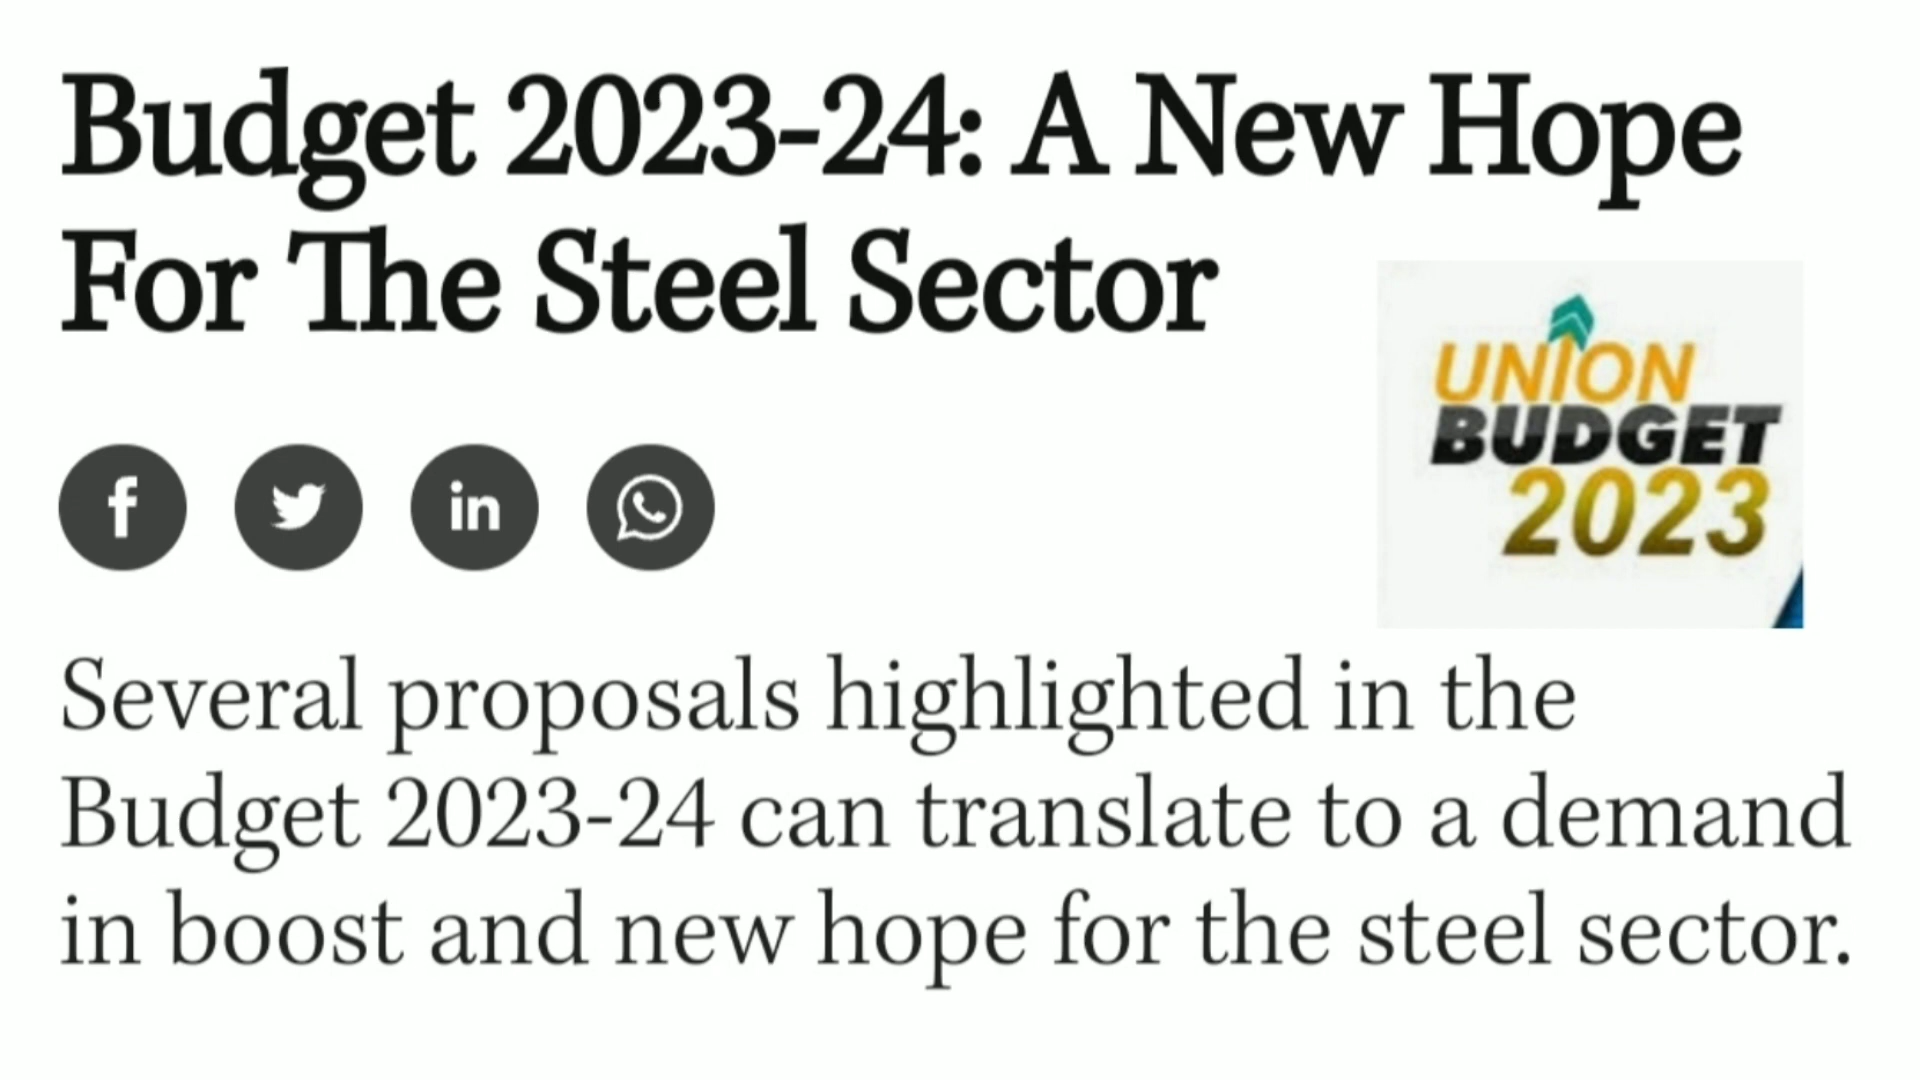 Budget 2023-24: A New Hope
For The Steel Sector
UNION
BUDGET
2023
f
in
Several proposals highlighted in the
Budget 2023-24 can translate to a demand
in boost and new hope for the steel sector.